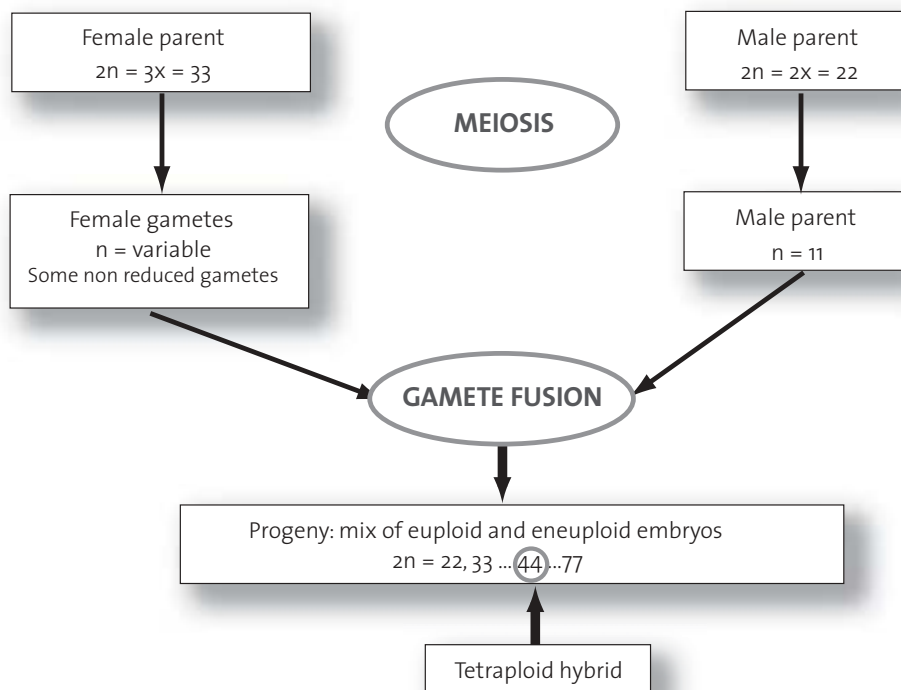 Female parent
2n = 3x = 33
Male parent
2n = 2x = 22
MEIOSIS
Female gametes
n = variable
Some non reduced gametes
Male parent
n = 11
GAMETE FUSION
Progeny: mix of euploid and eneuploid embryos
2n = 22, 33 ... 44 ...77
Tetraploid hybrid